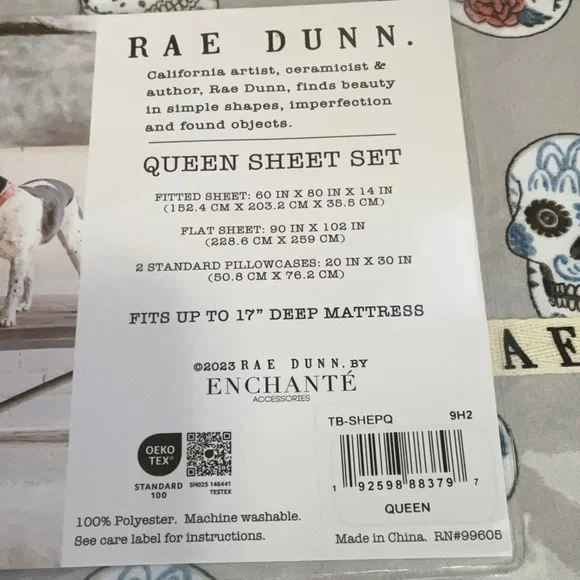 RAE DUNN.
California artist, ceramicist &
author, Rae Dunn, finds beauty
in simple shapes, imperfection
and found objects.
QUEEN SHEET SET
FITTED SHEET: 60 IN X 80 IN X 14 IN
(152.4 CM X 203.2 CM X 35.5 CM)
FLAT SHEET: 90 IN X 102 IN
(228.6 CM X 259 CM)
2 STANDARD PILLOWCASES: 20 IN X 30 IN
(50.8 CM X 76.2 CM)
FITS UP TO 17" DEEP MATTRESS
©2023 RAE DUNN. BY
ENCHANTÉ
ACCESSORIES
OEKO
TEX®
STANDARD
100
SH025 146441
TESTEX
TB-SHEPQ 9H2
1 92598 88379 7
QUEEN
100% Polyester. Machine washable.
See care label for instructions.
Made in China. RN#99605
AE